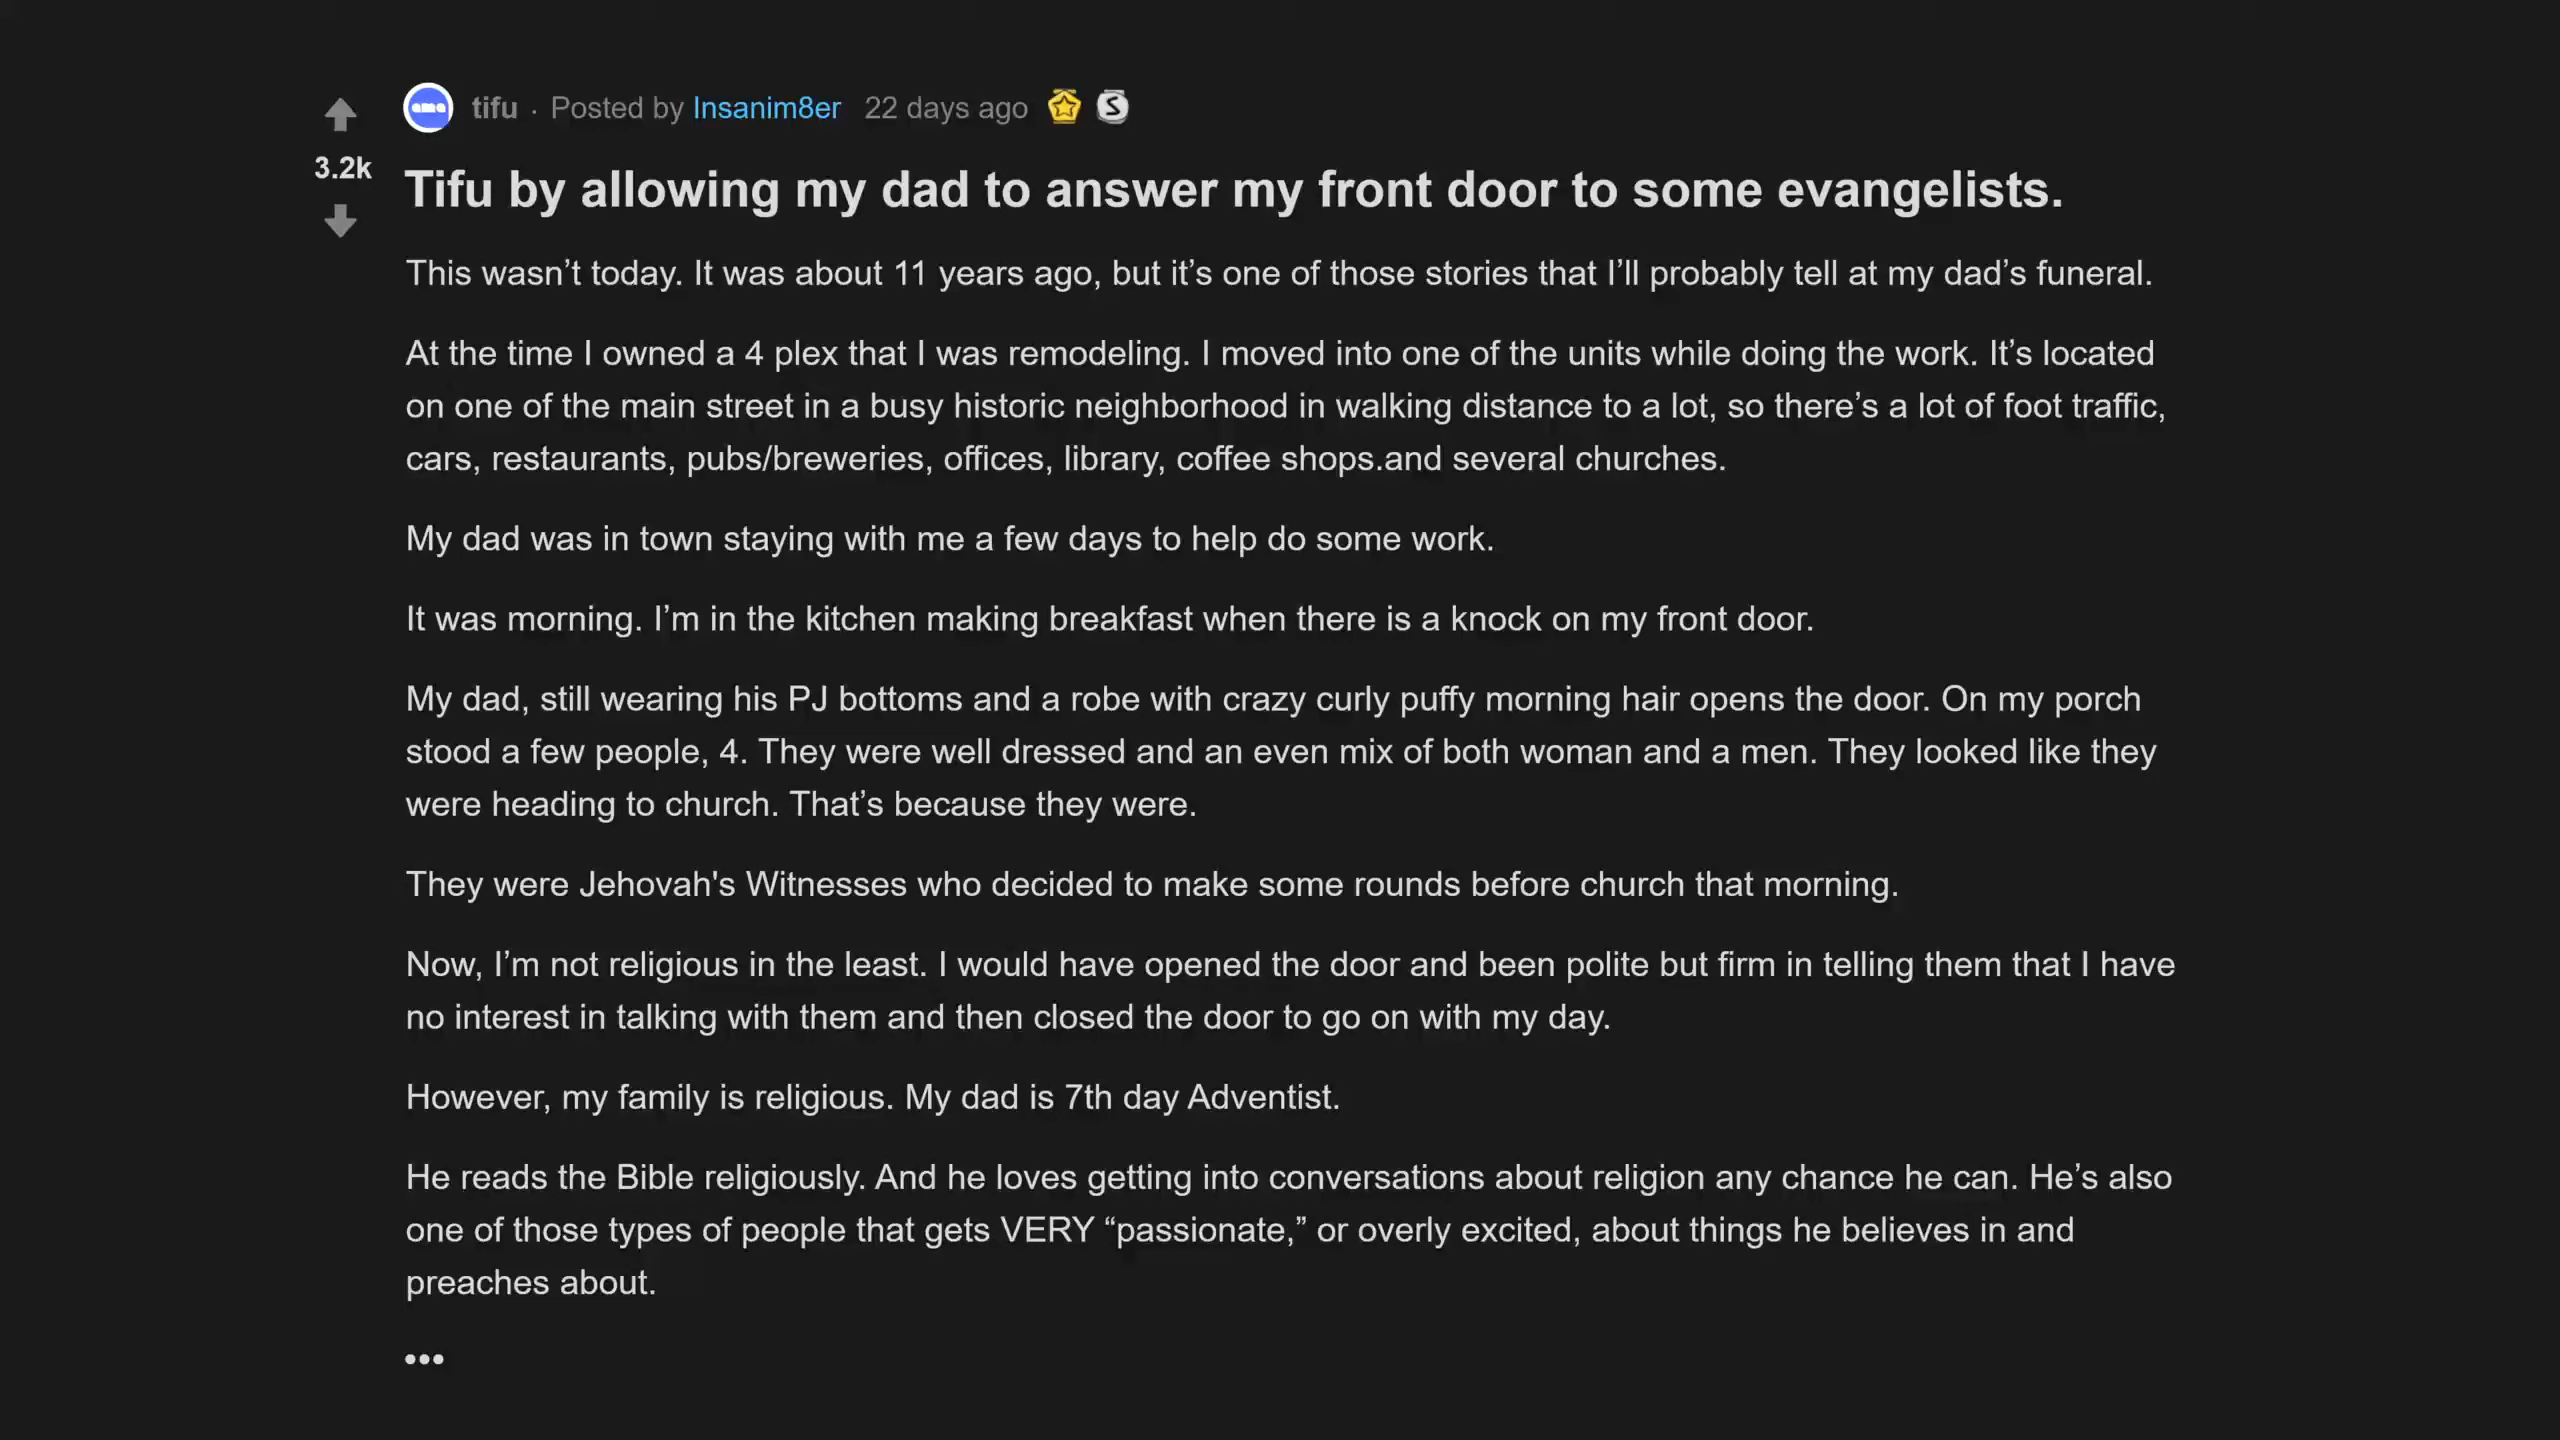 tifu · Posted by Insanim8er 22 days ago
3.2k
Tifu by allowing my dad to answer my front door to some evangelists.
This wasn’t today. It was about 11 years ago, but it’s one of those stories that I’ll probably tell at my dad’s funeral.
At the time I owned a 4 plex that I was remodeling. I moved into one of the units while doing the work. It’s located
on one of the main street in a busy historic neighborhood in walking distance to a lot, so there’s a lot of foot traffic,
cars, restaurants, pubs/breweries, offices, library, coffee shops.and several churches.
My dad was in town staying with me a few days to help do some work.
It was morning. I’m in the kitchen making breakfast when there is a knock on my front door.
My dad, still wearing his PJ bottoms and a robe with crazy curly puffy morning hair opens the door. On my porch
stood a few people, 4. They were well dressed and an even mix of both woman and a men. They looked like they
were heading to church. That’s because they were.
They were Jehovah's Witnesses who decided to make some rounds before church that morning.
Now, I’m not religious in the least. I would have opened the door and been polite but firm in telling them that I have
no interest in talking with them and then closed the door to go on with my day.
However, my family is religious. My dad is 7th day Adventist.
He reads the Bible religiously. And he loves getting into conversations about religion any chance he can. He’s also
one of those types of people that gets VERY “passionate,” or overly excited, about things he believes in and
preaches about.
•••